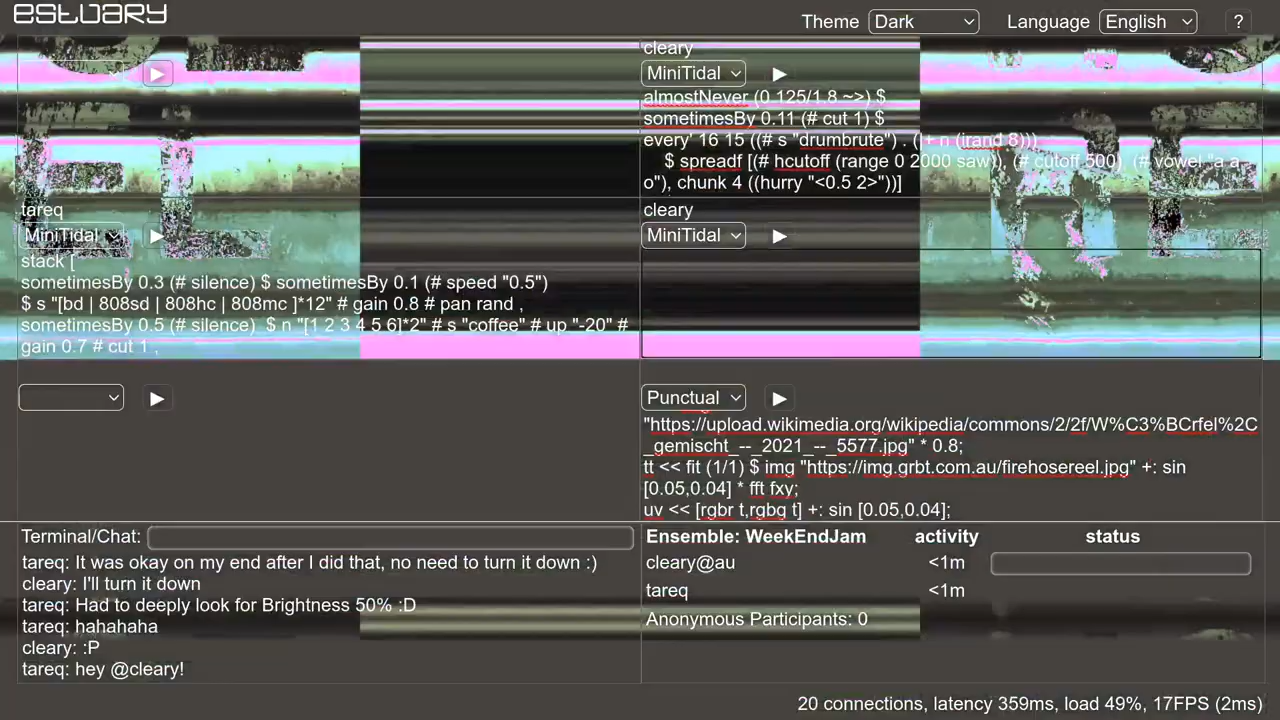 estuary
Theme Dark Language English ?
cleary
MiniTidal
almostNever (0 125/1.8 ~>) $
sometimesBy 0.11 (# cut 1) $
every' 16 15 ((# s "drumbrute") . (|+ n (irand 8)))
$ spreadf [(# hcutoff (range 0 2000 saw)), (# cutoff 500), (# vowel "a a o"), chunk 4 ((hurry "<0.5 2>"))]
tareq
MiniTidal
stack [
sometimesBy 0.3 (# silence) $ sometimesBy 0.1 (# speed "0.5")
$ s "[bd | 808sd | 808hc | 808mc ]*12" # gain 0.8 # pan rand ,
sometimesBy 0.5 (# silence)  $ n "[1 2 3 4 5 6]*2" # s "coffee" # up "-20" #
gain 0.7 # cut 1 ,
cleary
MiniTidal
Punctual
"https://upload.wikimedia.org/wikipedia/commons/2/2f/W%C3%BCrfel%2C
_gemischt_--_2021_--_5577.jpg" * 0.8;
tt << fit (1/1) $ img "https://img.grbt.com.au/firehosereel.jpg" +: sin
[0.05,0.04] * fft fxy;
uv << [rgbr t,rgbg t] +: sin [0.05,0.04];
Terminal/Chat:
tareq: It was okay on my end after I did that, no need to turn it down :)
cleary: I'll turn it down
tareq: Had to deeply look for Brightness 50% :D
tareq: hahahaha
cleary: :P
tareq: hey @cleary!
Ensemble: WeekEndJam activity status
cleary@au <1m
tareq <1m
Anonymous Participants: 0
20 connections, latency 359ms, load 49%, 17FPS (2ms)